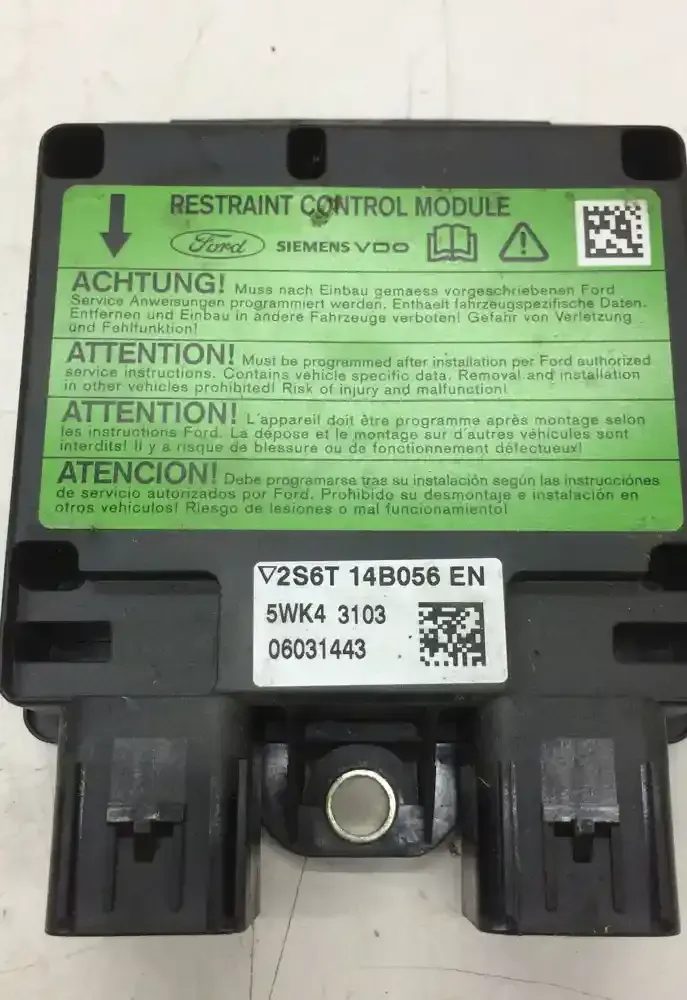 RESTRAINT CONTROL MODULE
Ford SIEMENS VDO
ACHTUNG! Muss nach Einbau gemaess vorgeschriebenen Ford
Service Anweisungen programmiert werden. Enthaelt fahrzeugspezifische Daten.
Entfernen und Einbau in andere Fahrzeuge verboten! Gefahr von Verletzung
und Fehlfunktion!
ATTENTION! Must be programmed after installation per Ford authorized
service instructions. Contains vehicle specific data. Removal and installation
in other vehicles prohibited! Risk of injury and malfunction!
ATTENTION! L'appareil doit être programme après montage selon
les instructions Ford. La dépose et le montage sur d'autres véhicules sont
interdits! Il y a risque de blessure ou de fonctionnement défectueux!
ATENCION! Debe programarse tras su instalación según las instrucciónes
de servicio autorizados por Ford. Prohibido su desmontaje e instalación en
otros vehiculos! Riesgo de lesiones o mal funcionamiento!
▽2S6T 14B056 EN
5WK4 3103
06031443